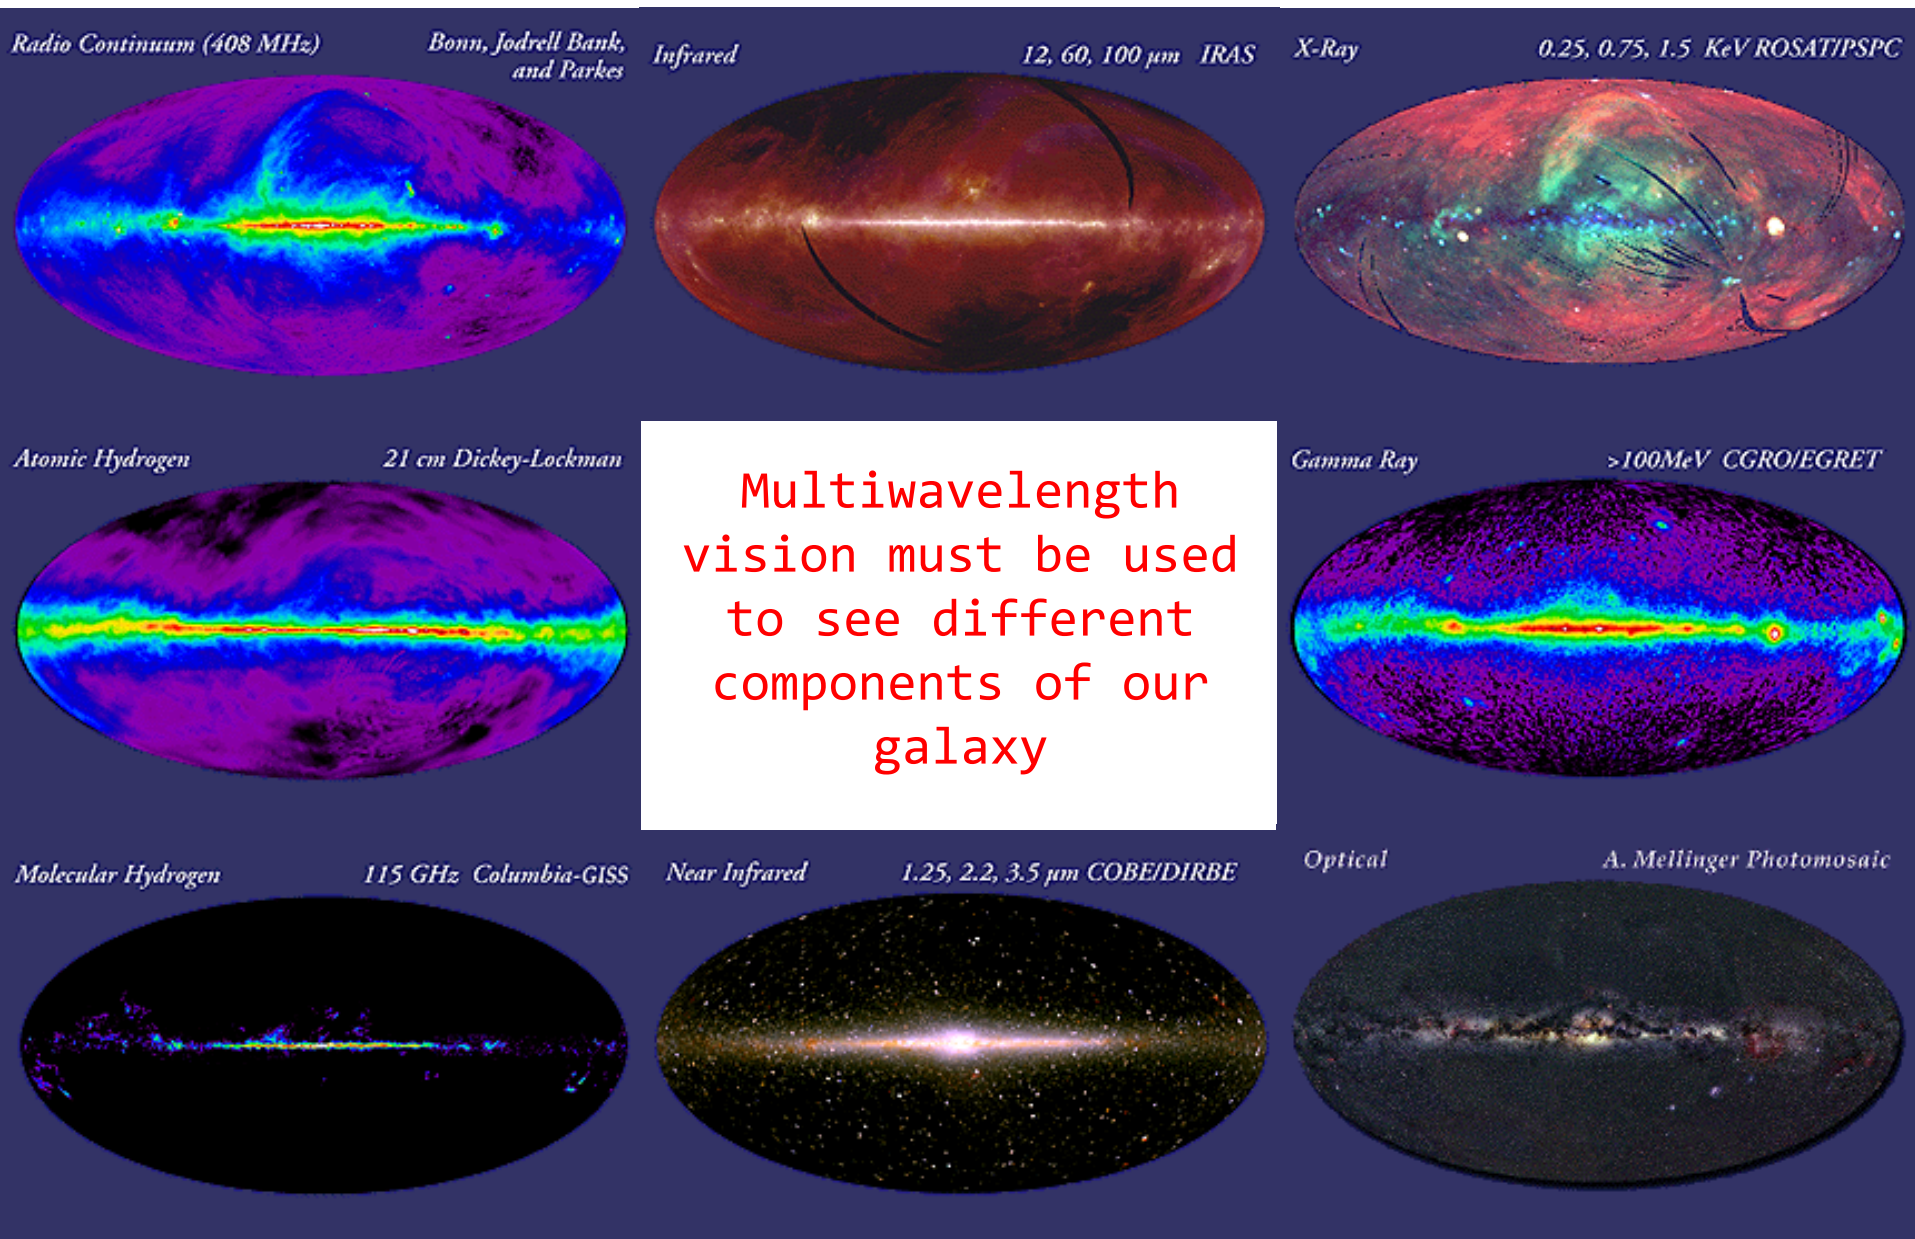 Radio Continuum (408 MHz)
Bonn, Jodrell Bank,
and Parkes
Infrared
12, 60, 100 µm IRAS
X-Ray
0.25, 0.75, 1.5 KeV ROSAT/PSPC
Atomic Hydrogen
21 cm Dickey-Lockman
Multiwavelength
vision must be used
to see different
components of our
galaxy
Gamma Ray
>100MeV CGRO/EGRET
Molecular Hydrogen
115 GHz Columbia-GISS
Near Infrared
1.25, 2.2, 3.5 µm COBE/DIRBE
Optical
A. Mellinger Photomosaic